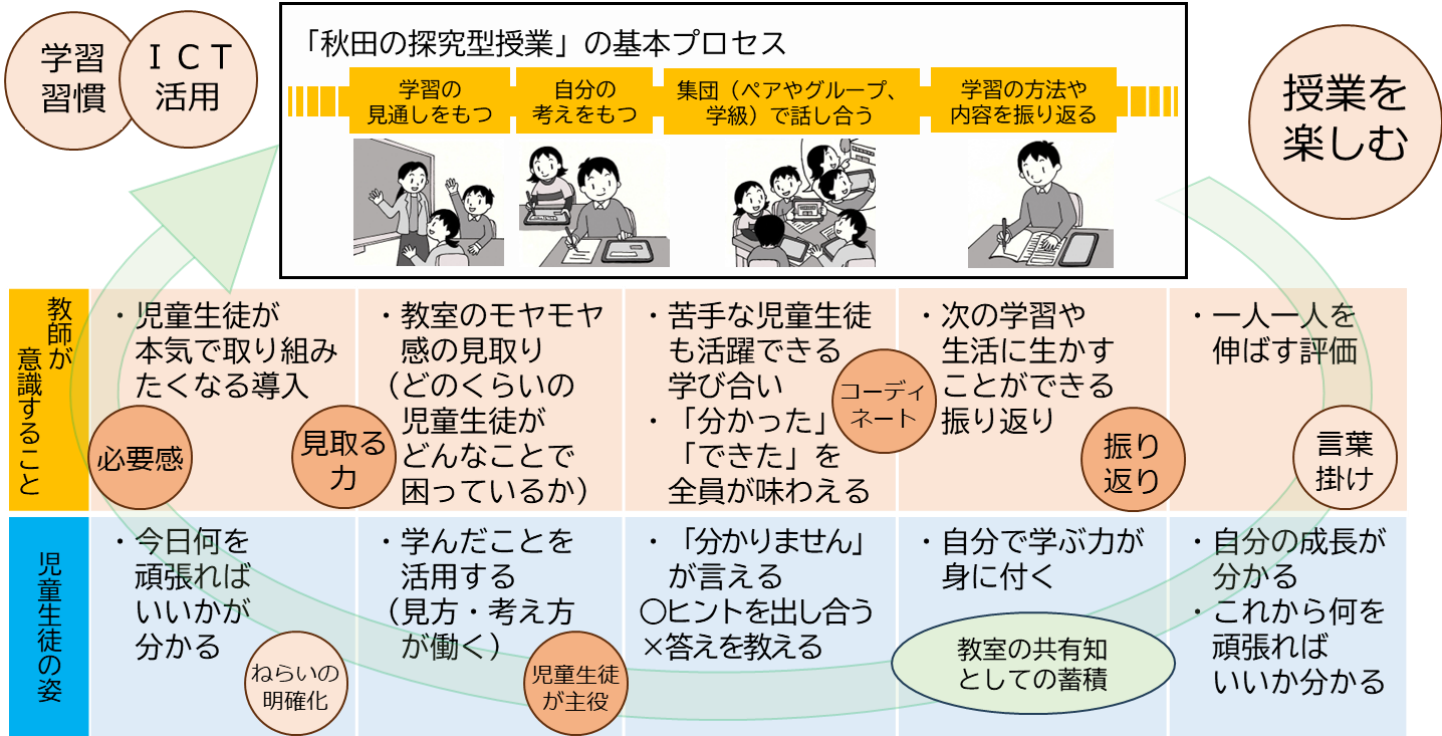 学習
習慣
ＩＣＴ
活用
「秋田の探究型授業」の基本プロセス
学習の
見通しをもつ
自分の
考えをもつ
集団（ペアやグループ、
学級）で話し合う
学習の方法や
内容を振り返る
授業を
楽しむ
教師が
意識すること
・児童生徒が
本気で取り組み
たくなる導入
必要感
・教室のモヤモヤ
感の見取り
（どのくらいの
児童生徒が
どんなことで
困っているか）
見取る
力
・苦手な児童生徒
も活躍できる
学び合い
・「分かった」
「できた」を
全員が味わえる
コーディ
ネート
・次の学習や
生活に生かす
ことができる
振り返り
振り
返り
・一人一人を
伸ばす評価
言葉
掛け
児童生徒の姿
・今日何を
頑張れば
いいかが
分かる
ねらいの
明確化
・学んだことを
活用する
（見方・考え方
が働く）
児童生徒
が主役
・「分かりません」
が言える
○ヒントを出し合う
×答えを教える
・自分で学ぶ力が
身に付く
教室の共有知
としての蓄積
・自分の成長が
分かる
・これから何を
頑張れば
いいか分かる